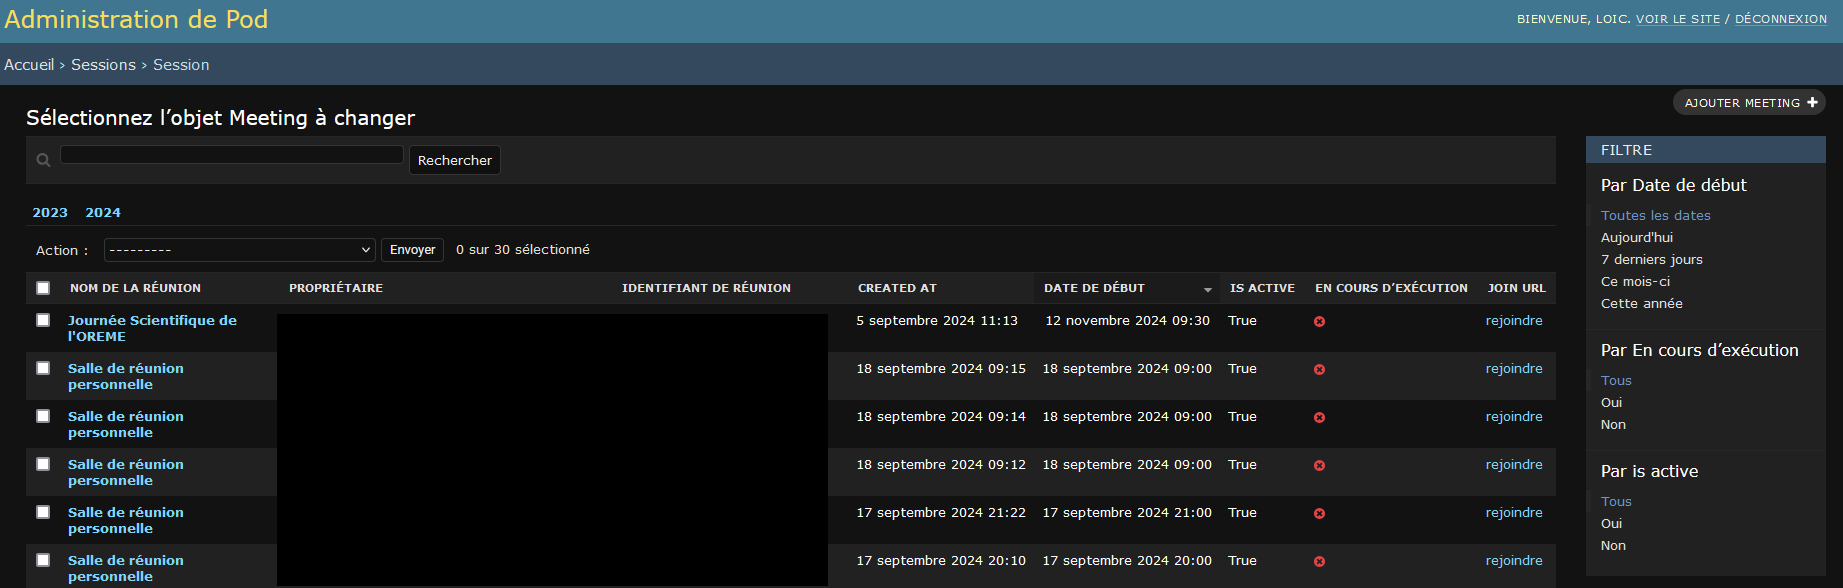 Administration de Pod
BIENVENUE, LOIC. VOIR LE SITE / DÉCONNEXION
Accueil › Sessions › Session
Sélectionnez l’objet Meeting à changer
AJOUTER MEETING
Rechercher
2023 2024
Action : --------- Envoyer 0 sur 30 sélectionné
NOM DE LA RÉUNION PROPRIÉTAIRE IDENTIFIANT DE RÉUNION CREATED AT DATE DE DÉBUT IS ACTIVE EN COURS D’EXÉCUTION JOIN URL
Journée Scientifique de l'OREME 5 septembre 2024 11:13 12 novembre 2024 09:30 True rejoindre
Salle de réunion personnelle 18 septembre 2024 09:15 18 septembre 2024 09:00 True rejoindre
Salle de réunion personnelle 18 septembre 2024 09:14 18 septembre 2024 09:00 True rejoindre
Salle de réunion personnelle 18 septembre 2024 09:12 18 septembre 2024 09:00 True rejoindre
Salle de réunion personnelle 17 septembre 2024 21:22 17 septembre 2024 21:00 True rejoindre
Salle de réunion personnelle 17 septembre 2024 20:10 17 septembre 2024 20:00 True rejoindre
FILTRE
Par Date de début
Toutes les dates
Aujourd'hui
7 derniers jours
Ce mois-ci
Cette année
Par En cours d’exécution
Tous
Oui
Non
Par is active
Tous
Oui
Non